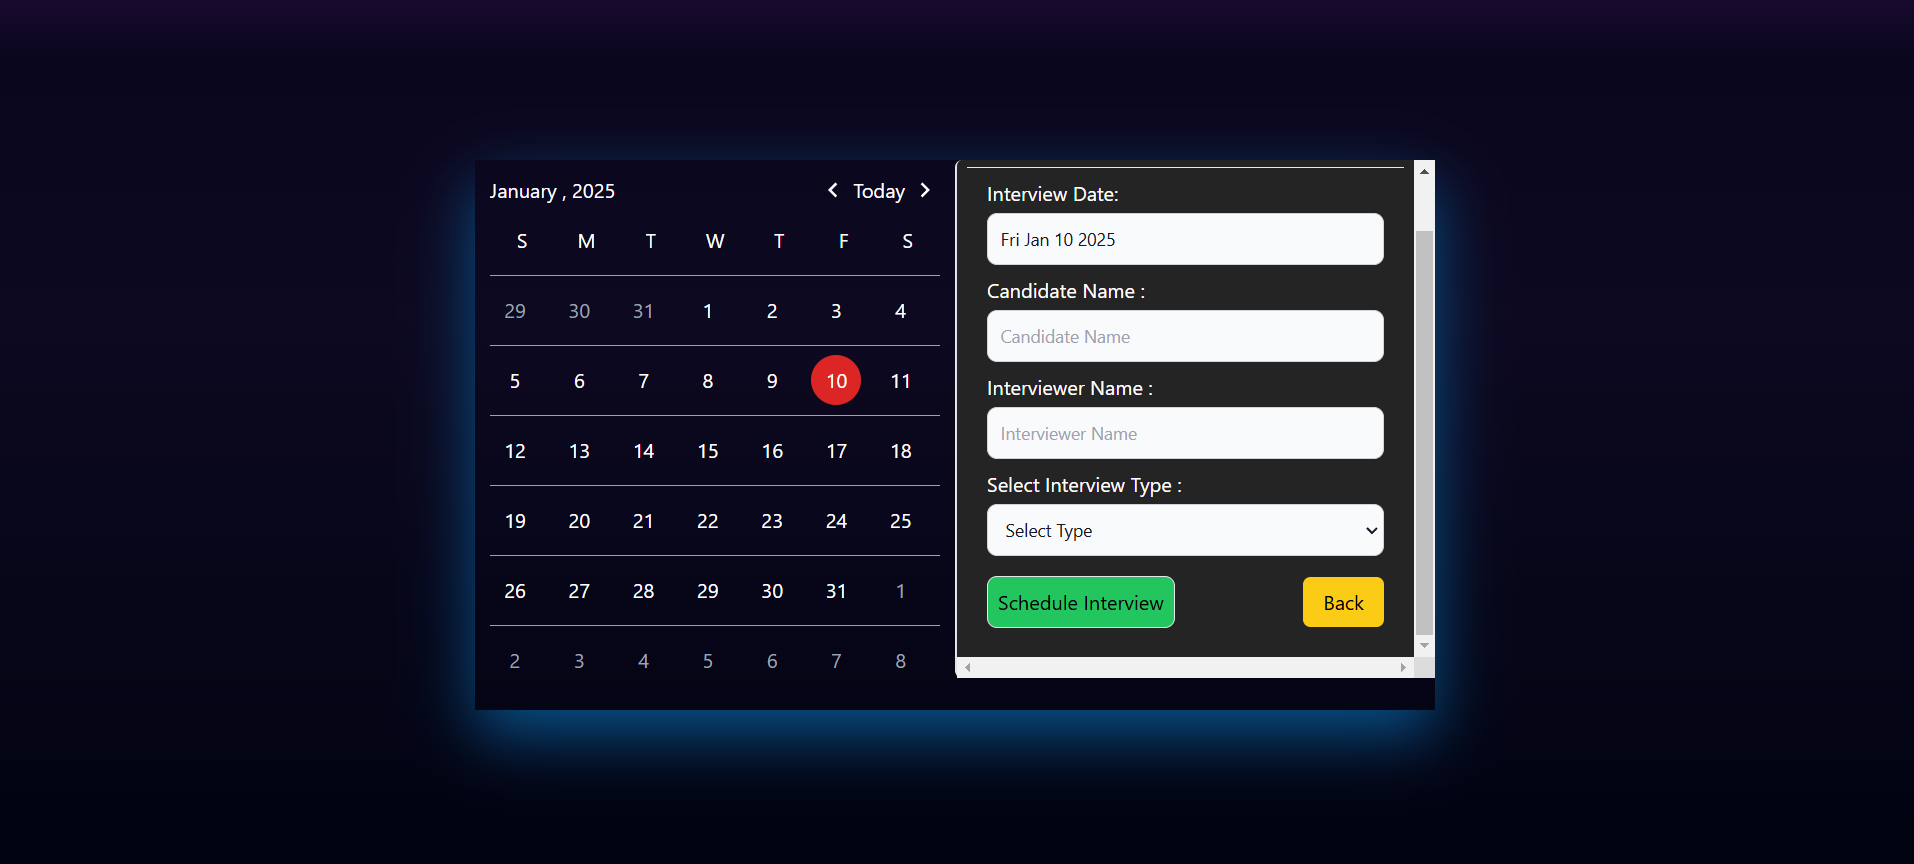 January , 2025
Today
S M T W T F S
29 30 31 1 2 3 4
5 6 7 8 9 10 11
12 13 14 15 16 17 18
19 20 21 22 23 24 25
26 27 28 29 30 31 1
2 3 4 5 6 7 8
Interview Date:
Fri Jan 10 2025
Candidate Name :
Candidate Name
Interviewer Name :
Interviewer Name
Select Interview Type :
Select Type
Schedule Interview
Back